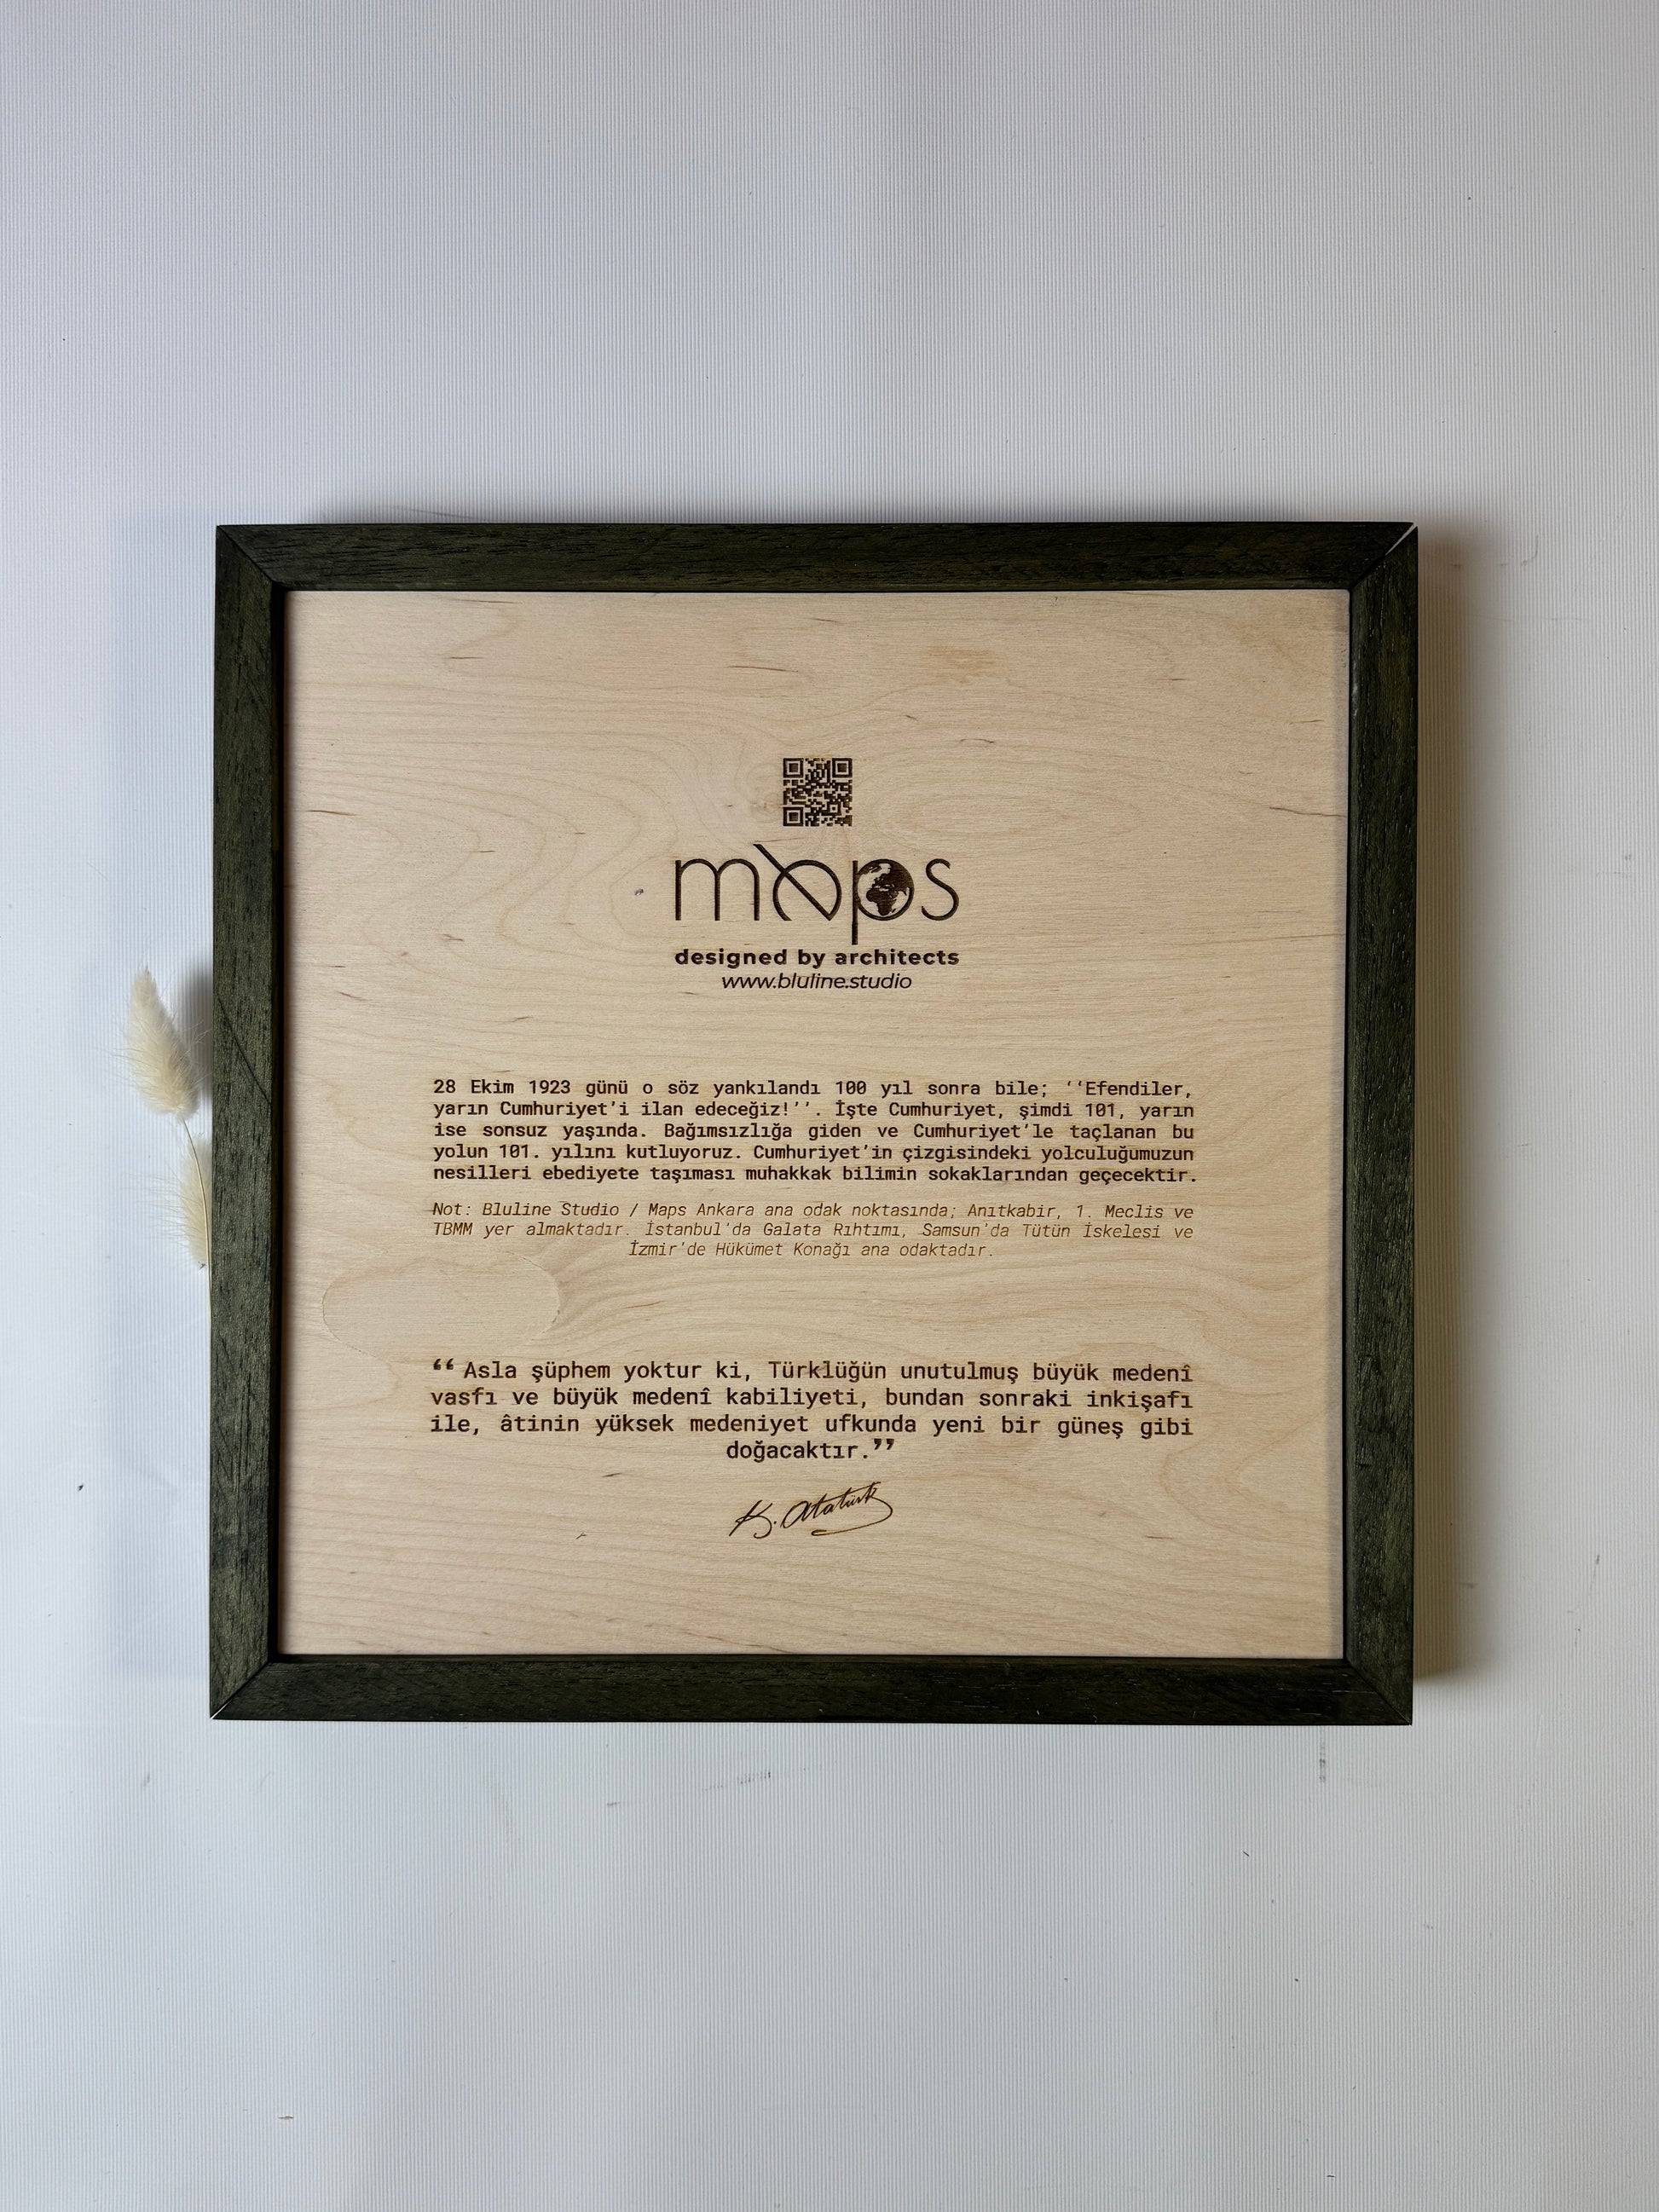 maps
designed by architects
www.bluline.studio
28 Ekim 1923 günü o söz yankılandı 100 yıl sonra bile; ‘‘Efendiler,
yarın Cumhuriyet’i ilan edeceğiz!’’. İşte Cumhuriyet, şimdi 101, yarın
ise sonsuz yaşında. Bağımsızlığa giden ve Cumhuriyet’le taçlanan bu
yolun 101. yılını kutluyoruz. Cumhuriyet’in çizgisindeki yolculuğumuzun
nesilleri ebediyete taşıması muhakkak bilimin sokaklarından geçecektir.
Not: Bluline Studio / Maps Ankara ana odak noktasında; Anıtkabir, 1. Meclis ve
TBMM yer almaktadır. İstanbul’da Galata Rıhtımı, Samsun’da Tütün İskelesi ve
İzmir’de Hükümet Konağı ana odaktadır.
“Asla şüphem yoktur ki, Türklüğün unutulmuş büyük medenî
vasfı ve büyük medenî kabiliyeti, bundan sonraki inkişafı
ile, âtinin yüksek medeniyet ufkunda yeni bir güneş gibi
doğacaktır.”
K. Atatürk